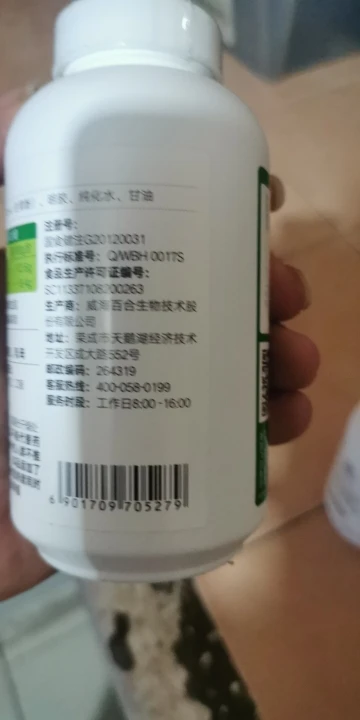 明胶、纯化水、甘油
注册号：
国食健注G20120031
执行标准号：Q/WBH 0017S
食品生产许可证编号：
SC11337108200263
生产商：威海百合生物技术股
份有限公司
地址：荣成市天鹅湖经济技术
开发区成大路552号
邮政编码：264319
客服热线：400-058-0199
服务时段：工作日8:00-16:00
6 901709 705279